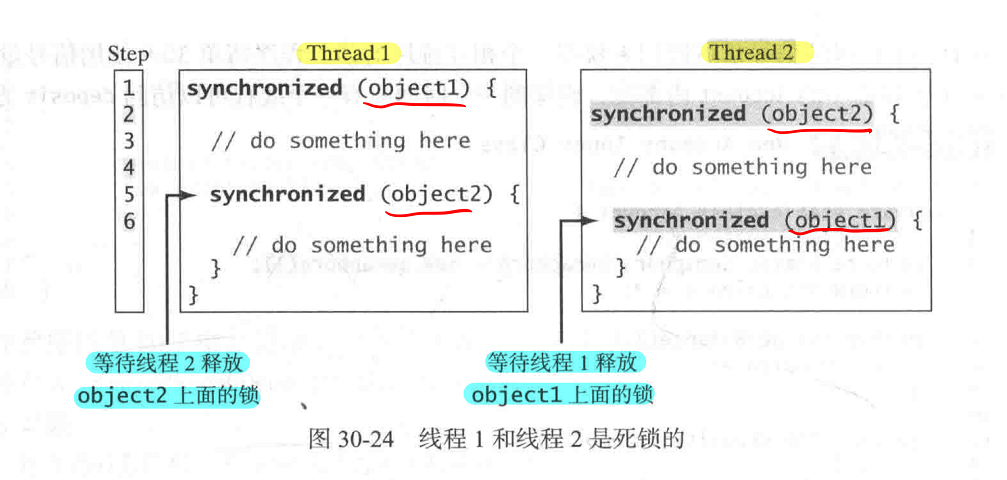 Step
Thread 1
Thread 2
1
2
3
4
5
6
synchronized (object1) {
// do something here
synchronized (object2) {
// do something here
}
}
synchronized (object2) {
// do something here
synchronized (object1) {
// do something here
}
}
等待线程 2 释放
object2 上面的锁
等待线程 1 释放
object1 上面的锁
、
图 30-24 线程 1 和线程 2 是死锁的